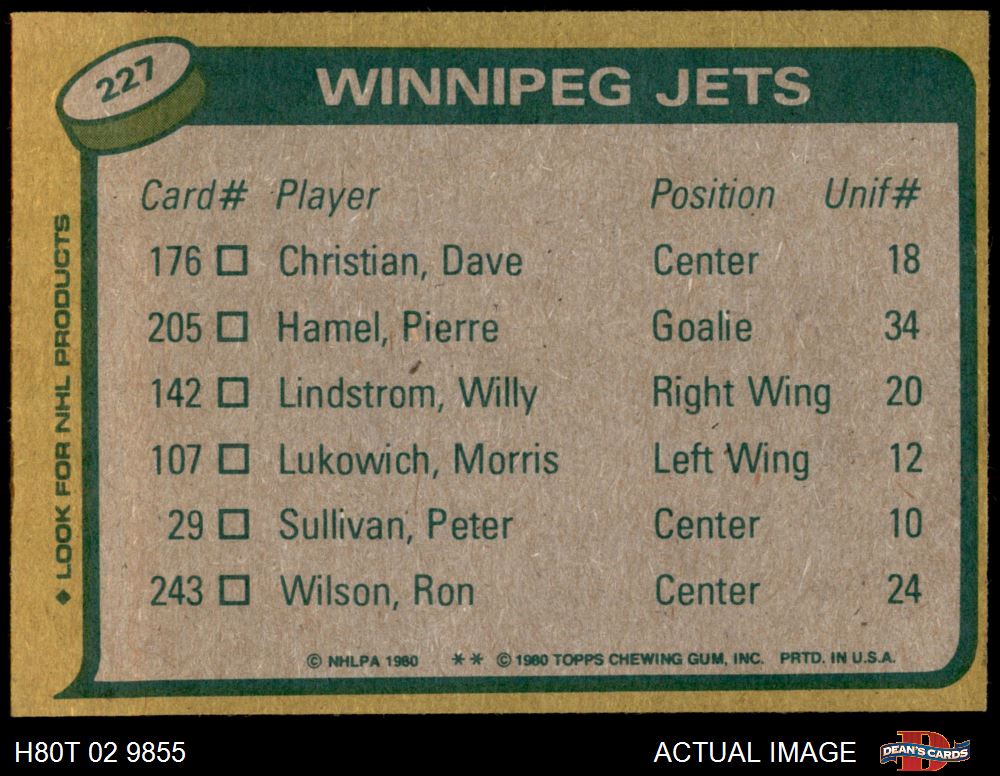 227
WINNIPEG JETS
Card# Player Position Unif#
176 Christian, Dave Center 18
205 Hamel, Pierre Goalie 34
142 Lindstrom, Willy Right Wing 20
107 Lukowich, Morris Left Wing 12
29 Sullivan, Peter Center 10
243 Wilson, Ron Center 24
© NHLPA 1980 ** © 1980 TOPPS CHEWING GUM, INC. PRTD. IN U.S.A.
◆ LOOK FOR NHL PRODUCTS
H80T 02 9855
ACTUAL IMAGE
DEAN'S CARDS